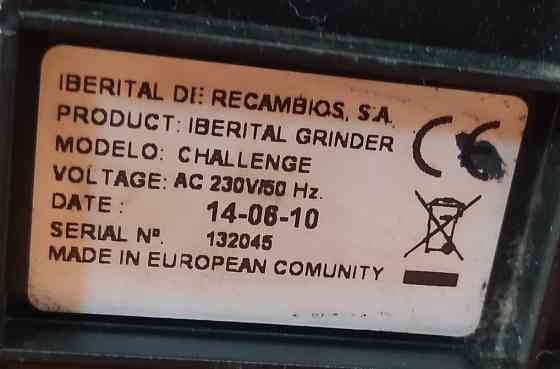 IBERITAL DE RECAMBIOS, S.A.
PRODUCT: IBERITAL GRINDER
MODELO: CHALLENGE
VOLTAGE: AC 230V/50 Hz.
DATE: 14-06-10
SERIAL Nº. 132045
MADE IN EUROPEAN COMUNITY
CE